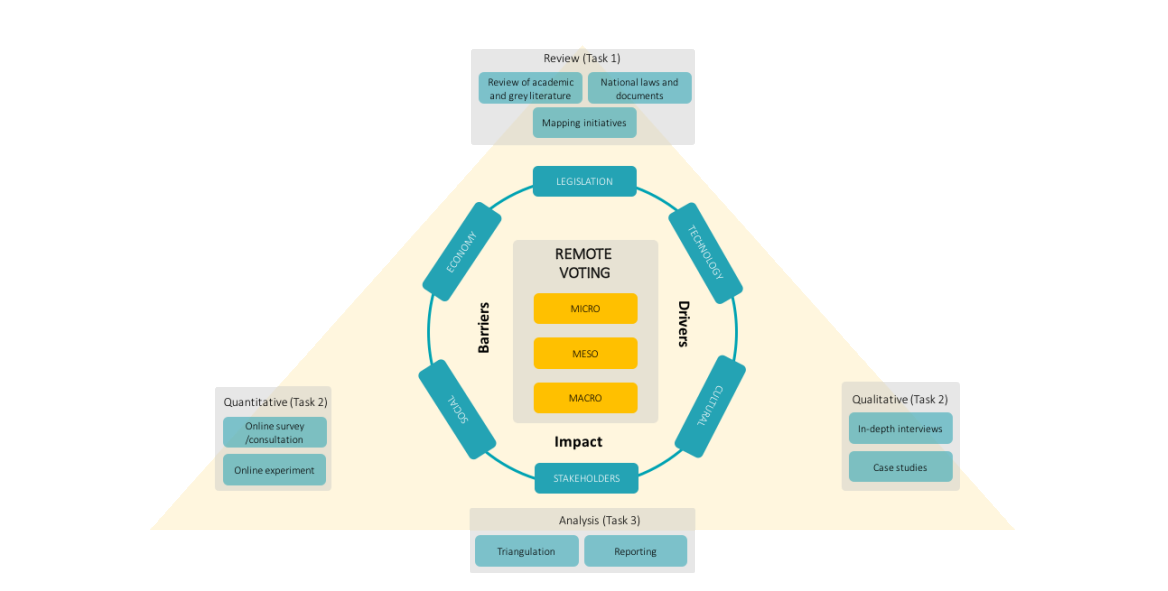 Review (Task 1)
Review of academic
and grey literature
National laws and
documents
Mapping initiatives
LEGISLATION
ECONOMY
TECHNOLOGY
REMOTE
VOTING
MICRO
MESO
MACRO
Barriers
Drivers
Impact
SOCIAL
CULTURAL
STAKEHOLDERS
Quantitative (Task 2)
Online survey
/consultation
Online experiment
Qualitative (Task 2)
In-depth interviews
Case studies
Analysis (Task 3)
Triangulation
Reporting